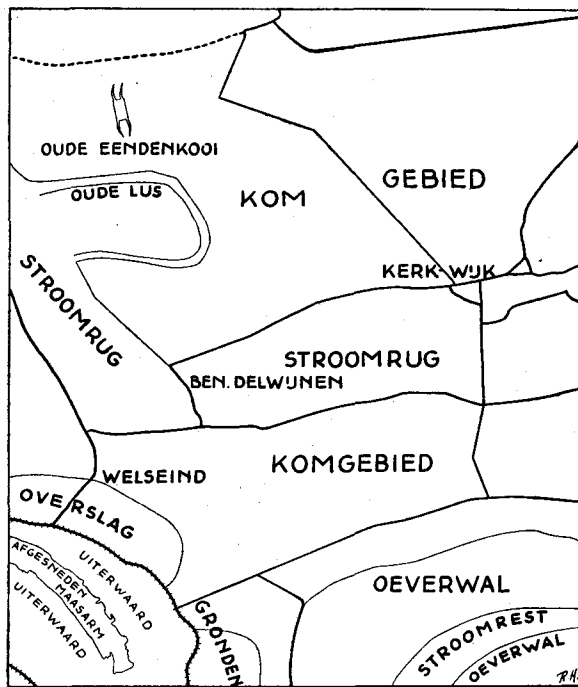 OUDE EENDENKOOI
OUDE LUS
KOM
GEBIED
KERK-WIJK
STROOMRUG
STROOMRUG
BEN. DELWIJNEN
KOMGEBIED
WELSEIND
OVERSLAG
GRONDEN
AFGESNEDEN
MAASARM
UITERWAARD
UITERWAARD
OEVERWAL
STROOMREST
OEVERWAL